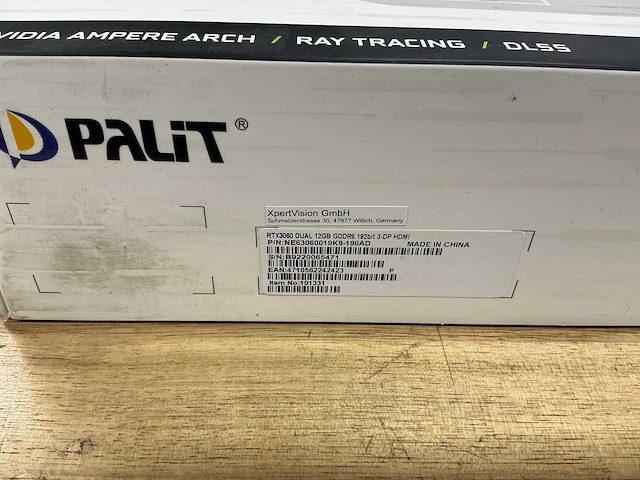 VIDIA AMPERE ARCH / RAY TRACING / DLSS
PALIT®
XpertVision GmbH
Schmelzerstrasse 30, 47877 Willich, Germany
RTX3060 DUAL 12GB GDDR6 192bit 3-DP HDMI
P/N:NE63060019K9-190AD MADE IN CHINA
S/N:B9220065471
EAN:4710562242423 P
Item No:101331